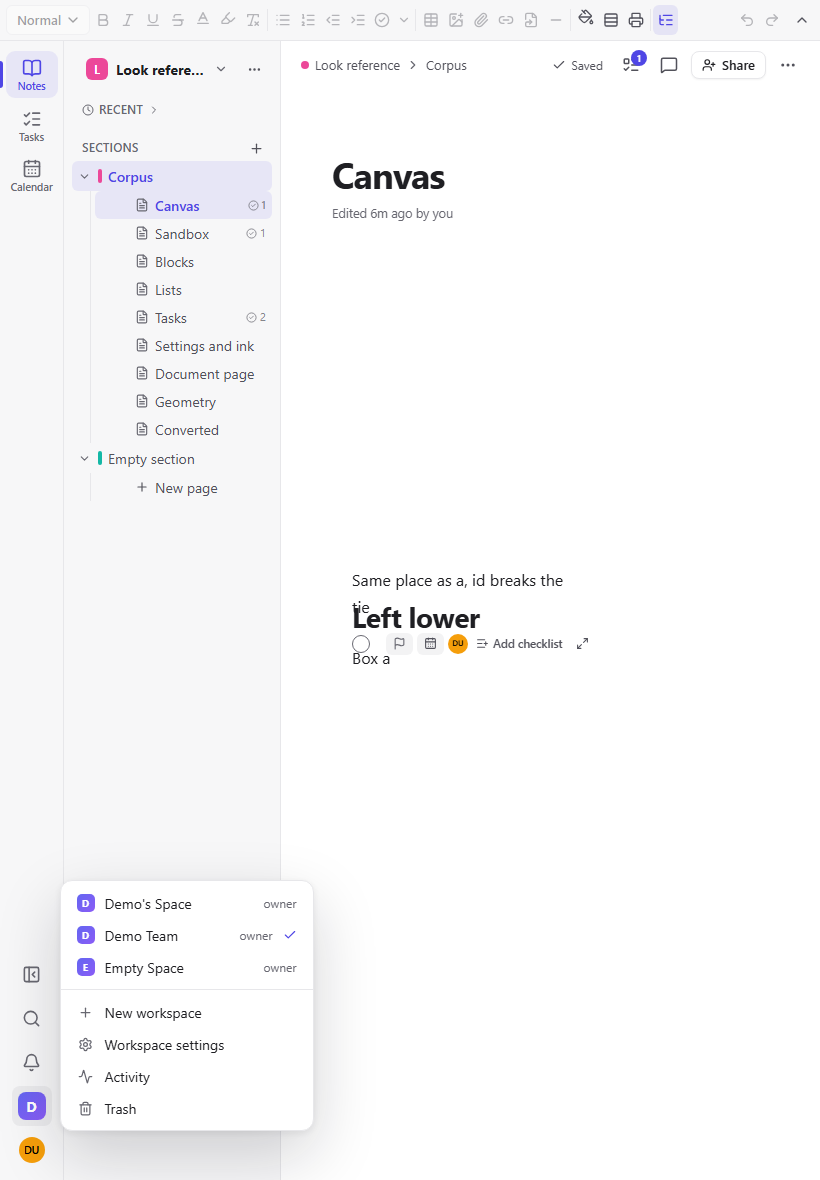 Normal
Notes
Tasks
Calendar
L
Look refere...
RECENT
SECTIONS
Corpus
Canvas
1
Sandbox
1
Blocks
Lists
Tasks
2
Settings and ink
Document page
Geometry
Converted
Empty section
New page
Look reference
Corpus
Saved
1
Share
Canvas
Edited 6m ago by you
Same place as a, id breaks the
tie
Left lower
DU
Add checklist
Box a
D
Demo's Space
owner
D
Demo Team
owner
E
Empty Space
owner
New workspace
Workspace settings
Activity
Trash
D
DU